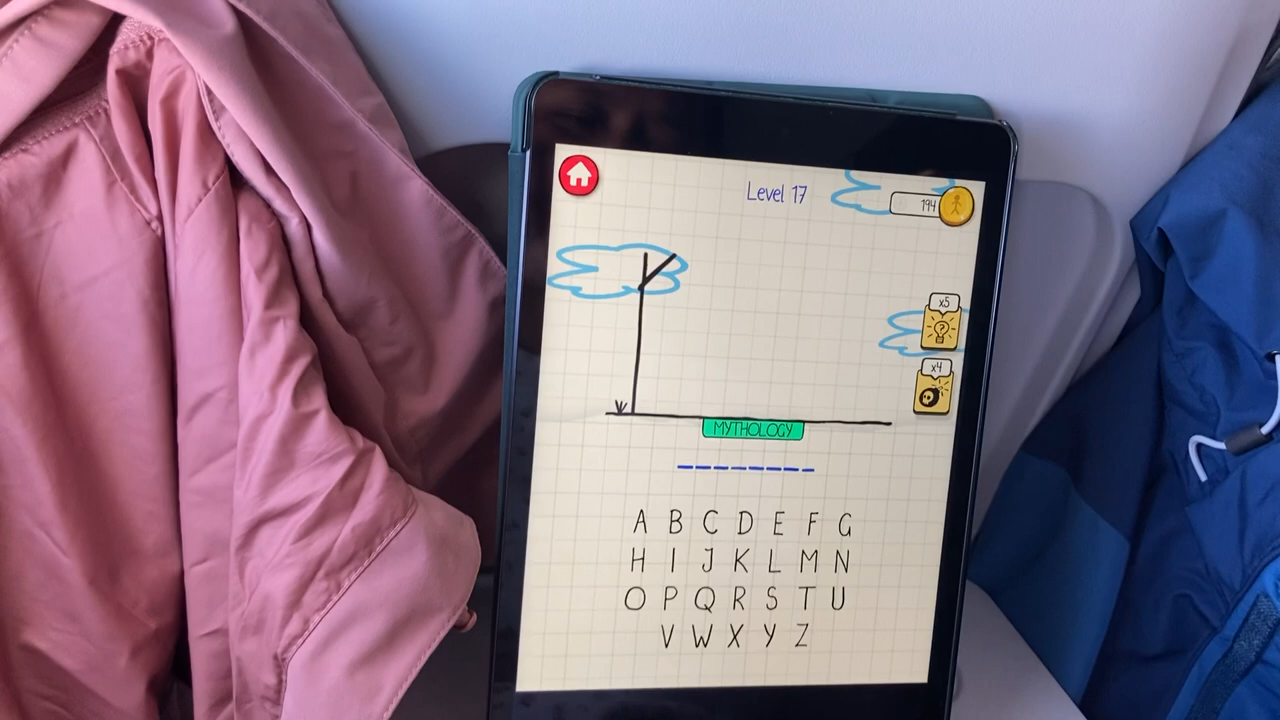 Level 17
194
x5
x4
MYTHOLOGY
A B C D E F G
H I J K L M N
O P Q R S T U
V W X Y Z